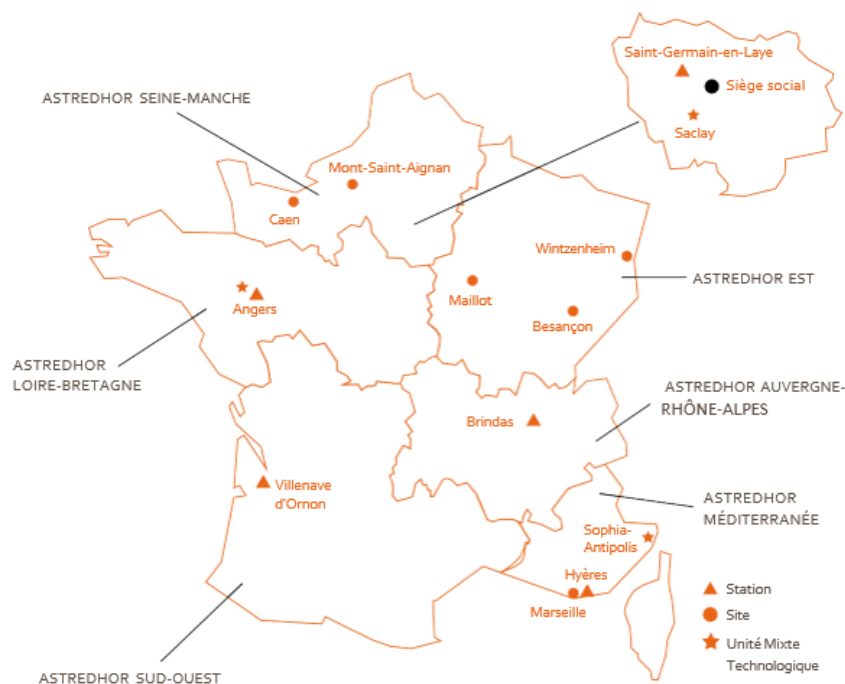 Saint-Germain-en-Laye
Siège social
Saclay
ASTREDHOR SEINE-MANCHE
Mont-Saint-Aignan
Caen
Wintzenheim
ASTREDHOR EST
Maillot
Besançon
Angers
ASTREDHOR
LOIRE-BRETAGNE
ASTREDHOR AUVERGNE-
RHÔNE-ALPES
Brindas
Villenave
d'Ornon
ASTREDHOR
MÉDITERRANÉE
Sophia-
Antipolis
Hyères
Marseille
Station
Site
Unité Mixte
Technologique
ASTREDHOR SUD-OUEST